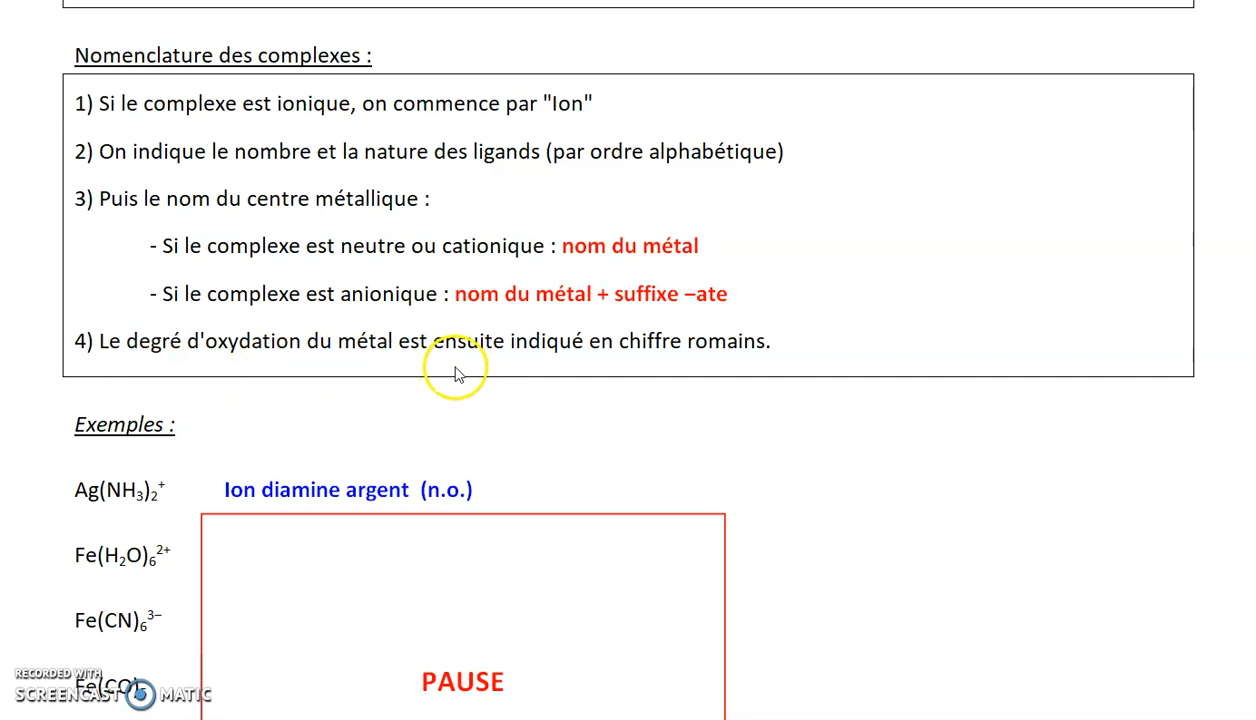 Nomenclature des complexes :
1) Si le complexe est ionique, on commence par "Ion"
2) On indique le nombre et la nature des ligands (par ordre alphabétique)
3) Puis le nom du centre métallique :
- Si le complexe est neutre ou cationique : nom du métal
- Si le complexe est anionique : nom du métal + suffixe –ate
4) Le degré d'oxydation du métal est ensuite indiqué en chiffre romains.
Exemples :
Ag(NH₃)₂⁺ Ion diamine argent (n.o.)
Fe(H₂O)₆²⁺
Fe(CN)₆³⁻
PAUSE
RECORDED WITH
SCREENCAST MATIC